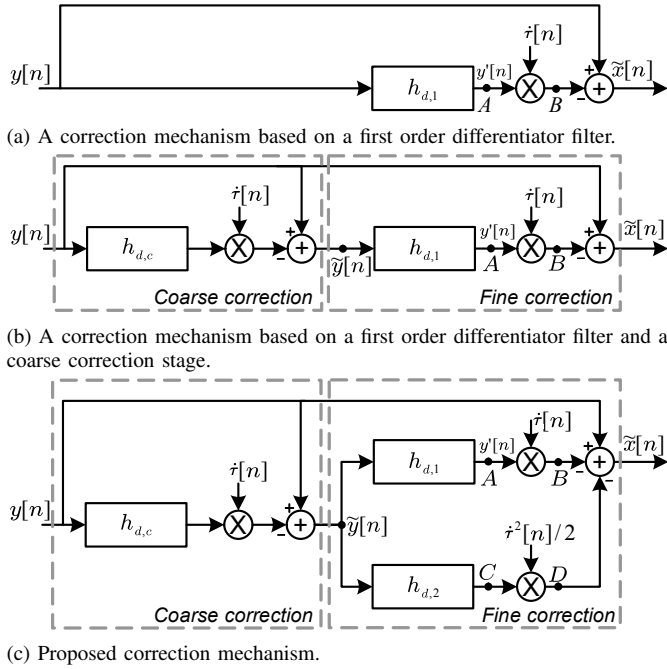 τ̇[n]
x̃[n]
y[n]
h_{d,1}
y'[n]
A
B
+
-
(a) A correction mechanism based on a first order differentiator filter.
τ̇[n]
τ̇[n]
x̃[n]
y[n]
h_{d,c}
+
-
ỹ[n]
h_{d,1}
y'[n]
A
B
+
-
Coarse correction
Fine correction
(b) A correction mechanism based on a first order differentiator filter and a
coarse correction stage.
τ̇[n]
x̃[n]
h_{d,1}
y'[n]
A
B
+
-
-
τ̇[n]
y[n]
h_{d,c}
+
-
ỹ[n]
τ̇²[n]/2
h_{d,2}
C
D
Coarse correction
Fine correction
(c) Proposed correction mechanism.